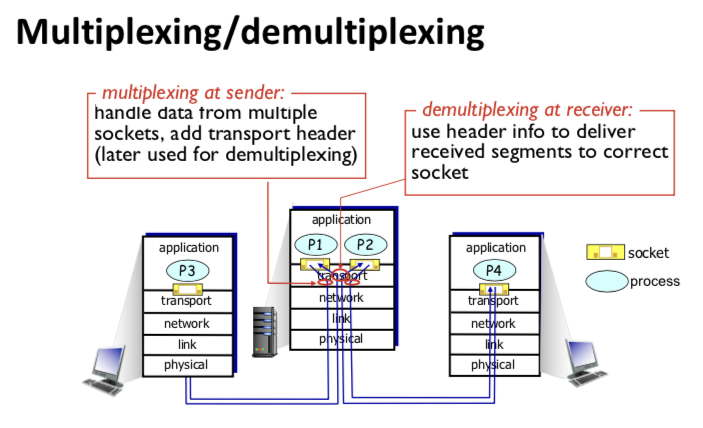 Multiplexing/demultiplexing
multiplexing at sender:
handle data from multiple
sockets, add transport header
(later used for demultiplexing)
demultiplexing at receiver:
use header info to deliver
received segments to correct
socket
application
P3
transport
network
link
physical
application
P1 P2
transport
network
link
physical
application
P4
transport
network
link
physical
socket
process